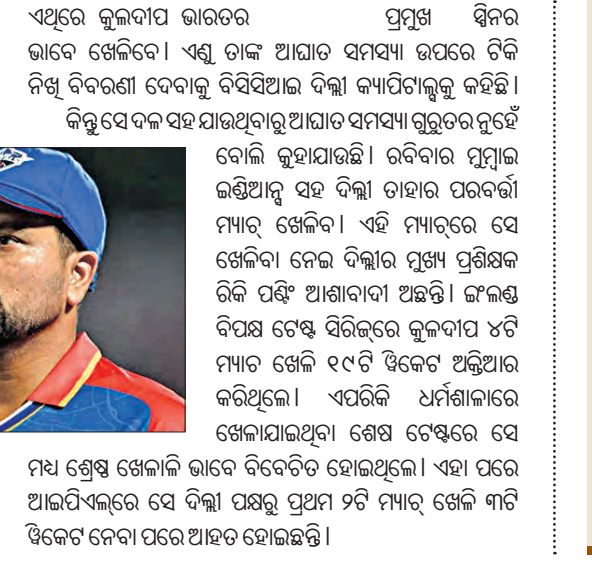 ଏଥିରେ କୁଲଦୀପ ଭାରତର ପ୍ରମୁଖ ସ୍ପିନର
ଭାବେ ଖେଳିବେ। ଏଣୁ ତାଙ୍କ ଆଘାତ ସମସ୍ୟା ଉପରେ ଟିକି
ନିଖି ବିବରଣୀ ଦେବାକୁ ବିସିସିଆଇ ଦିଲ୍ଲୀ କ୍ୟାପିଟାଲ୍ସକୁ କହିଛି।
କିନ୍ତୁ ସେ ଦଳ ସହ ଯାଉଥିବାରୁ ଆଘାତ ସମସ୍ୟା ଗୁରୁତର ନୁହେଁ
ବୋଲି କୁହାଯାଉଛି। ରବିବାର ମୁମ୍ବାଇ
ଇଣ୍ଡିଆନ୍ସ ସହ ଦିଲ୍ଲୀ ତାହାର ପରବର୍ତ୍ତୀ
ମ୍ୟାଚ୍ ଖେଳିବ। ଏହି ମ୍ୟାଚ୍‌ରେ ସେ
ଖେଳିବା ନେଇ ଦିଲ୍ଲୀର ମୁଖ୍ୟ ପ୍ରଶିକ୍ଷକ
ରିକି ପଣ୍ଟିଂ ଆଶାବାଦୀ ଅଛନ୍ତି। ଇଂଲଣ୍ଡ
ବିପକ୍ଷ ଟେଷ୍ଟ ସିରିଜ୍‌ରେ କୁଳଦୀପ ୪ଟି
ମ୍ୟାଚ ଖେଳି ୧୯ଟି ୱିକେଟ ଅକ୍ତିଆର
କରିଥିଲେ। ଏପରିକି ଧର୍ମଶାଳାରେ
ଖେଳାଯାଇଥିବା ଶେଷ ଟେଷ୍ଟରେ ସେ
ମଧ୍ୟ ଶ୍ରେଷ୍ଠ ଖେଳାଳି ଭାବେ ବିବେଚିତ ହୋଇଥିଲେ। ଏହା ପରେ
ଆଇପିଏଲ୍‌ରେ ସେ ଦିଲ୍ଲୀ ପକ୍ଷରୁ ପ୍ରଥମ ୨ଟି ମ୍ୟାଚ୍ ଖେଳି ୩ଟି
ୱିକେଟ ନେବା ପରେ ଆହତ ହୋଇଛନ୍ତି।